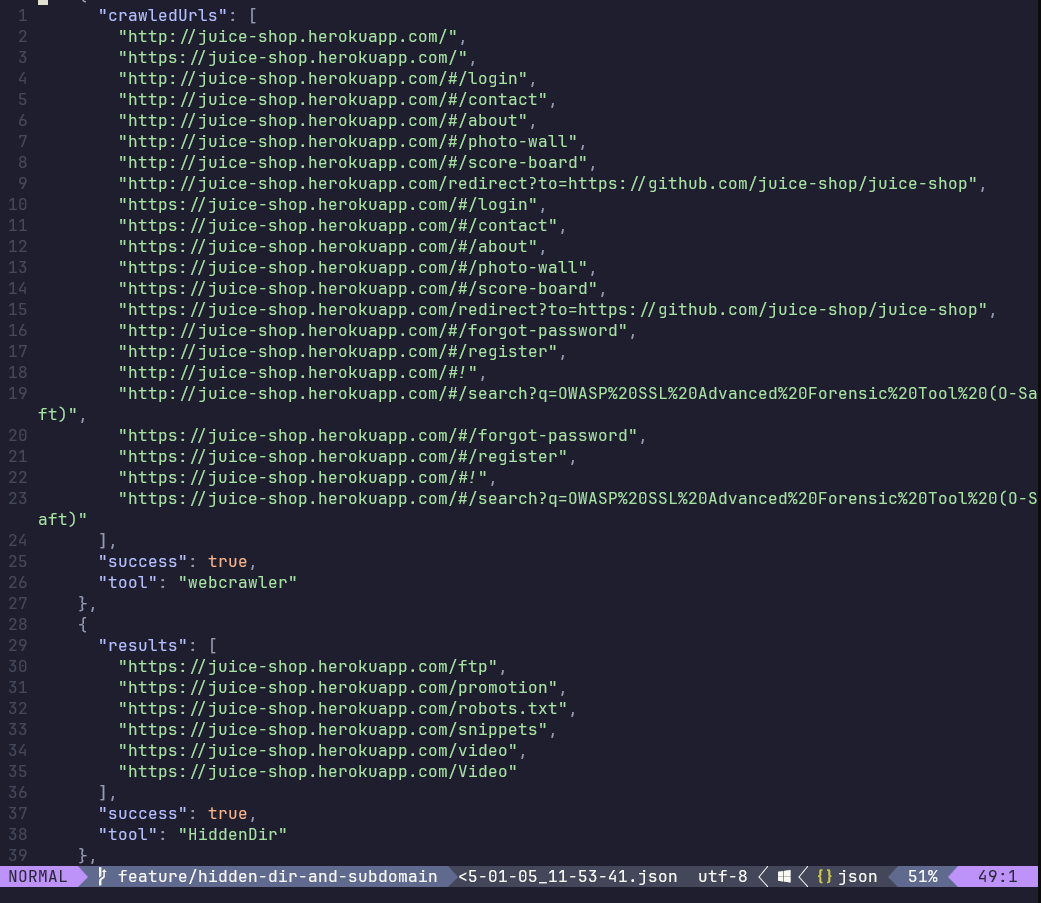 {
1 "crawledUrls": [
2 "http://juice-shop.herokuapp.com/",
3 "https://juice-shop.herokuapp.com/",
4 "http://juice-shop.herokuapp.com/#/login",
5 "http://juice-shop.herokuapp.com/#/contact",
6 "http://juice-shop.herokuapp.com/#/about",
7 "http://juice-shop.herokuapp.com/#/photo-wall",
8 "http://juice-shop.herokuapp.com/#/score-board",
9 "http://juice-shop.herokuapp.com/redirect?to=https://github.com/juice-shop/juice-shop",
10 "https://juice-shop.herokuapp.com/#/login",
11 "https://juice-shop.herokuapp.com/#/contact",
12 "https://juice-shop.herokuapp.com/#/about",
13 "https://juice-shop.herokuapp.com/#/photo-wall",
14 "https://juice-shop.herokuapp.com/#/score-board",
15 "https://juice-shop.herokuapp.com/redirect?to=https://github.com/juice-shop/juice-shop",
16 "http://juice-shop.herokuapp.com/#/forgot-password",
17 "http://juice-shop.herokuapp.com/#/register",
18 "http://juice-shop.herokuapp.com/#!",
19 "http://juice-shop.herokuapp.com/#/search?q=OWASP%20SSL%20Advanced%20Forensic%20Tool%20(O-Sa
ft)",
20 "https://juice-shop.herokuapp.com/#/forgot-password",
21 "https://juice-shop.herokuapp.com/#/register",
22 "https://juice-shop.herokuapp.com/#!",
23 "https://juice-shop.herokuapp.com/#/search?q=OWASP%20SSL%20Advanced%20Forensic%20Tool%20(O-S
aft)"
24 ],
25 "success": true,
26 "tool": "webcrawler"
27 },
28 {
29 "results": [
30 "https://juice-shop.herokuapp.com/ftp",
31 "https://juice-shop.herokuapp.com/promotion",
32 "https://juice-shop.herokuapp.com/robots.txt",
33 "https://juice-shop.herokuapp.com/snippets",
34 "https://juice-shop.herokuapp.com/video",
35 "https://juice-shop.herokuapp.com/Video"
36 ],
37 "success": true,
38 "tool": "HiddenDir"
39 },
NORMAL feature/hidden-dir-and-subdomain <5-01-05_11-53-41.json utf-8 {} json 51% 49:1